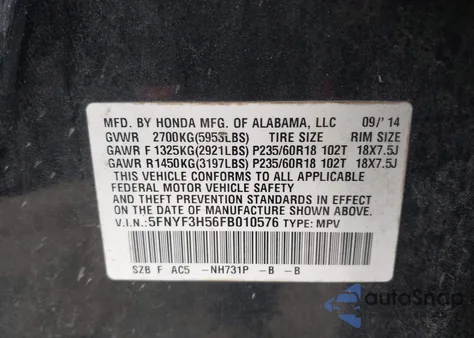 MFD. BY HONDA MFG. OF ALABAMA, LLC 09/'14
GVWR 2700KG(5953LBS) TIRE SIZE RIM SIZE
GAWR F 1325KG(2921LBS) P235/60R18 102T 18X7.5J
GAWR R1450KG(3197LBS) P235/60R18 102T 18X7.5J
THIS VEHICLE CONFORMS TO ALL APPLICABLE
FEDERAL MOTOR VEHICLE SAFETY
AND THEFT PREVENTION STANDARDS IN EFFECT
ON THE DATE OF MANUFACTURE SHOWN ABOVE.
V.I.N.:5FNYF3H56FB010576 TYPE: MPV
SZB F AC5 -NH731P -B -B
autoSnap